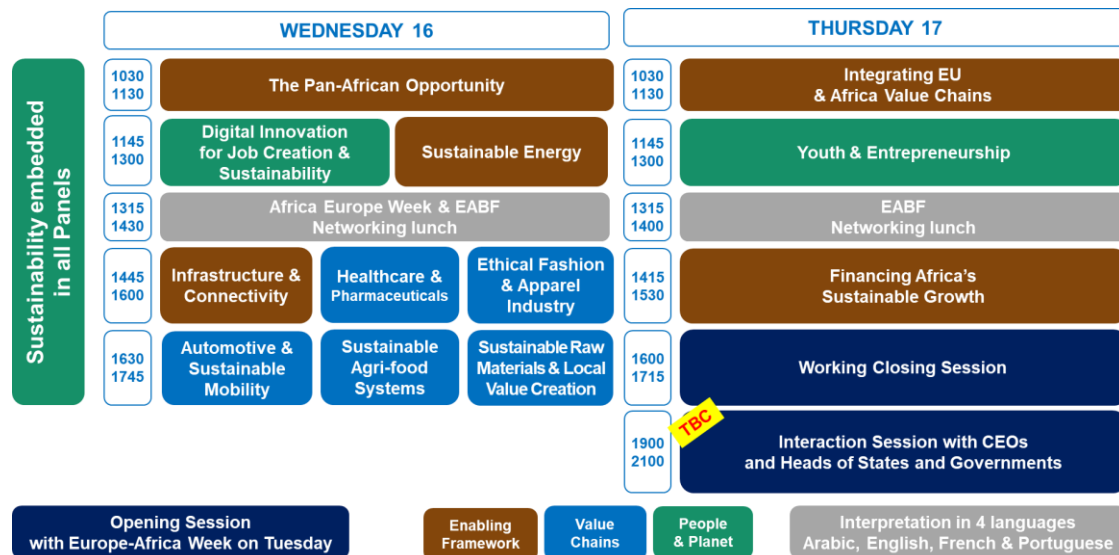 WEDNESDAY 16
THURSDAY 17
Sustainability embedded
in all Panels
1030
1130
The Pan-African Opportunity
1030
1130
Integrating EU
& Africa Value Chains
1145
1300
Digital Innovation
for Job Creation &
Sustainability
Sustainable Energy
1145
1300
Youth & Entrepreneurship
1315
1430
Africa Europe Week & EABF
Networking lunch
1315
1400
EABF
Networking lunch
1445
1600
Infrastructure &
Connectivity
Healthcare &
Pharmaceuticals
Ethical Fashion
& Apparel
Industry
1415
1530
Financing Africa's
Sustainable Growth
1630
1745
Automotive &
Sustainable
Mobility
Sustainable
Agri-food
Systems
Sustainable Raw
Materials & Local
Value Creation
1600
1715
Working Closing Session
TBC
1900
2100
Interaction Session with CEOs
and Heads of States and Governments
Opening Session
with Europe-Africa Week on Tuesday
Enabling
Framework
Value
Chains
People
& Planet
Interpretation in 4 languages
Arabic, English, French & Portuguese